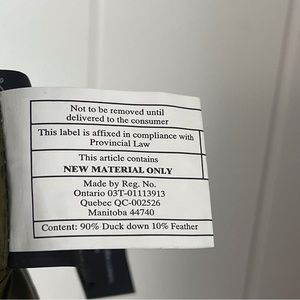 Not to be removed until
delivered to the consumer
This label is affixed in compliance with
Provincial Law
This article contains
NEW MATERIAL ONLY
Made by Reg. No.
Ontario 03T-01113913
Quebec QC-002526
Manitoba 44740
Content: 90% Duck down 10% Feather